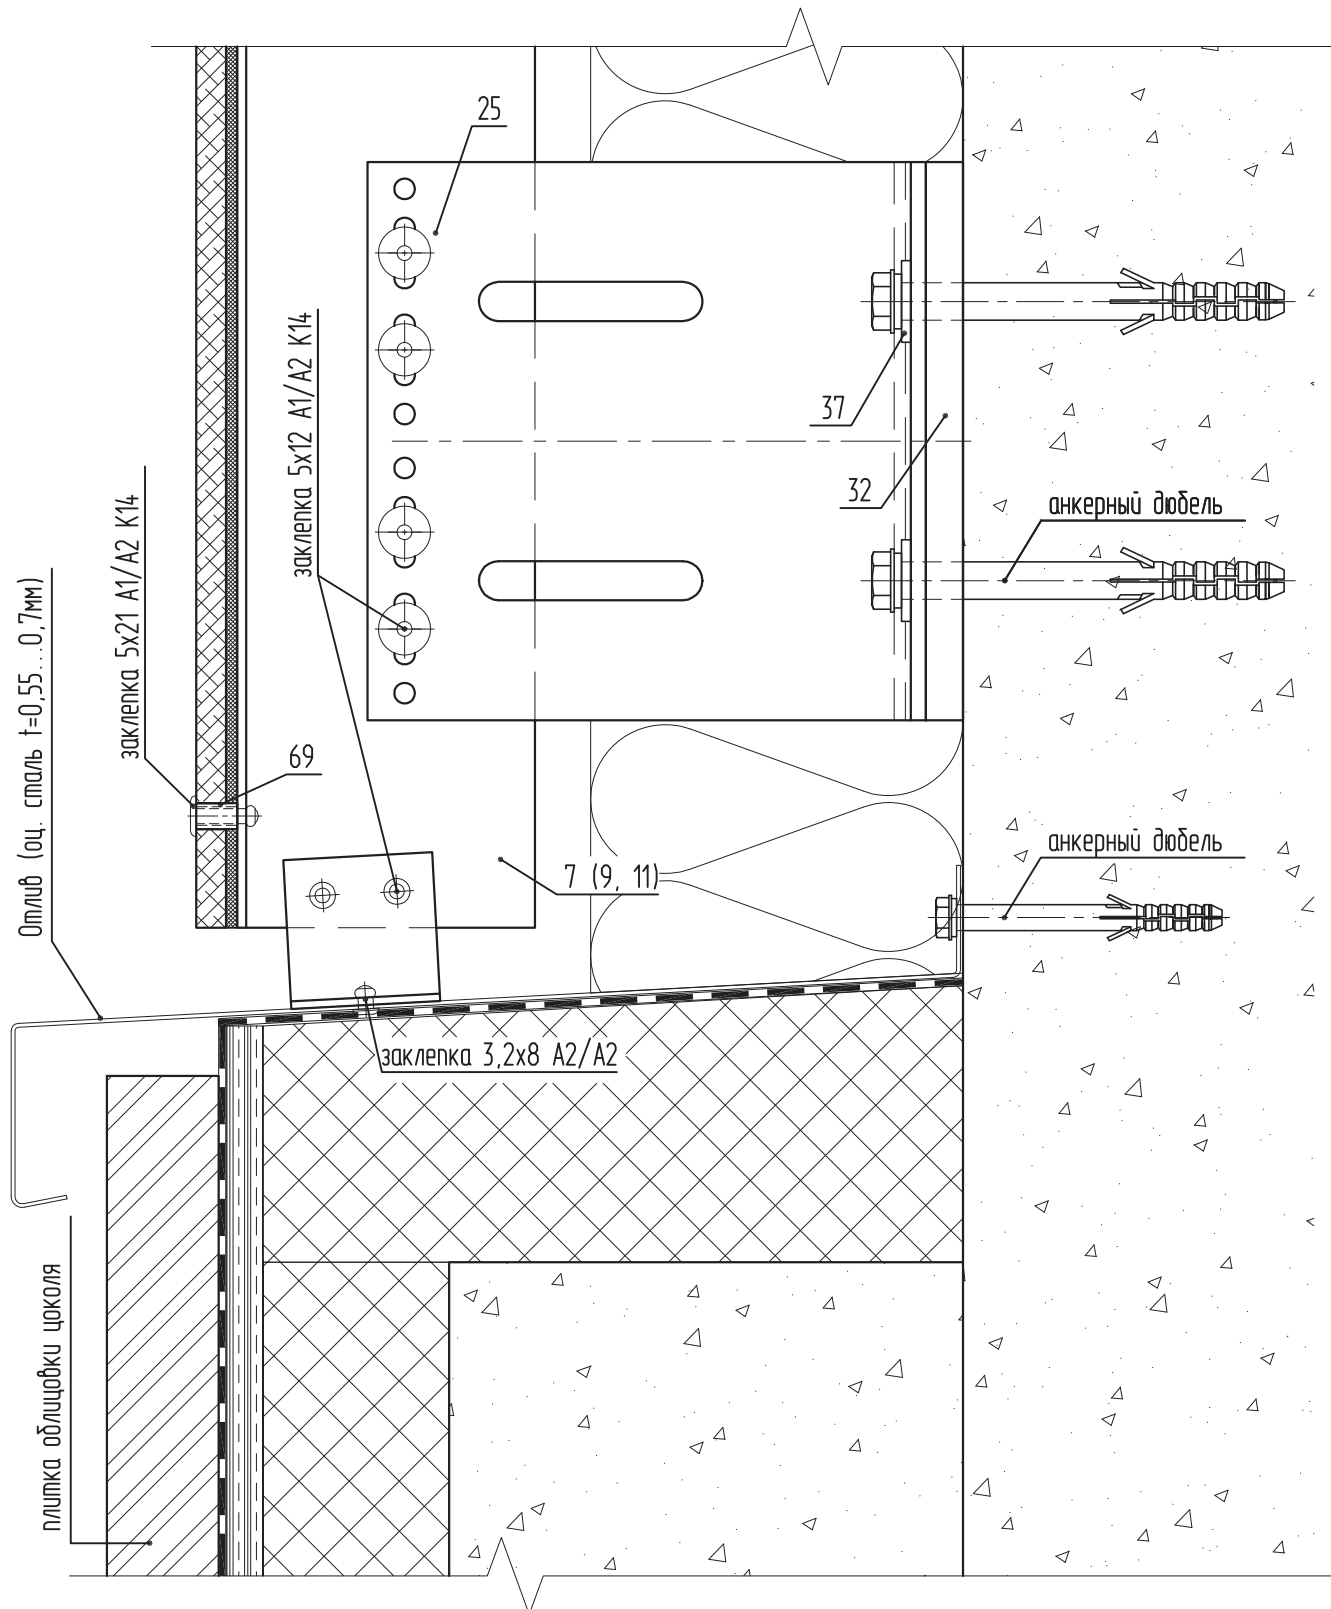 25
заклепка 5х12 А1/А2 К14
37
32
анкерный дюбель
заклепка 5х21 А1/А2 К14
Отлив (оц. сталь t=0,55...0,7мм)
69
7 (9, 11)
анкерный дюбель
заклепка 3,2х8 А2/А2
плитка облицовки цоколя